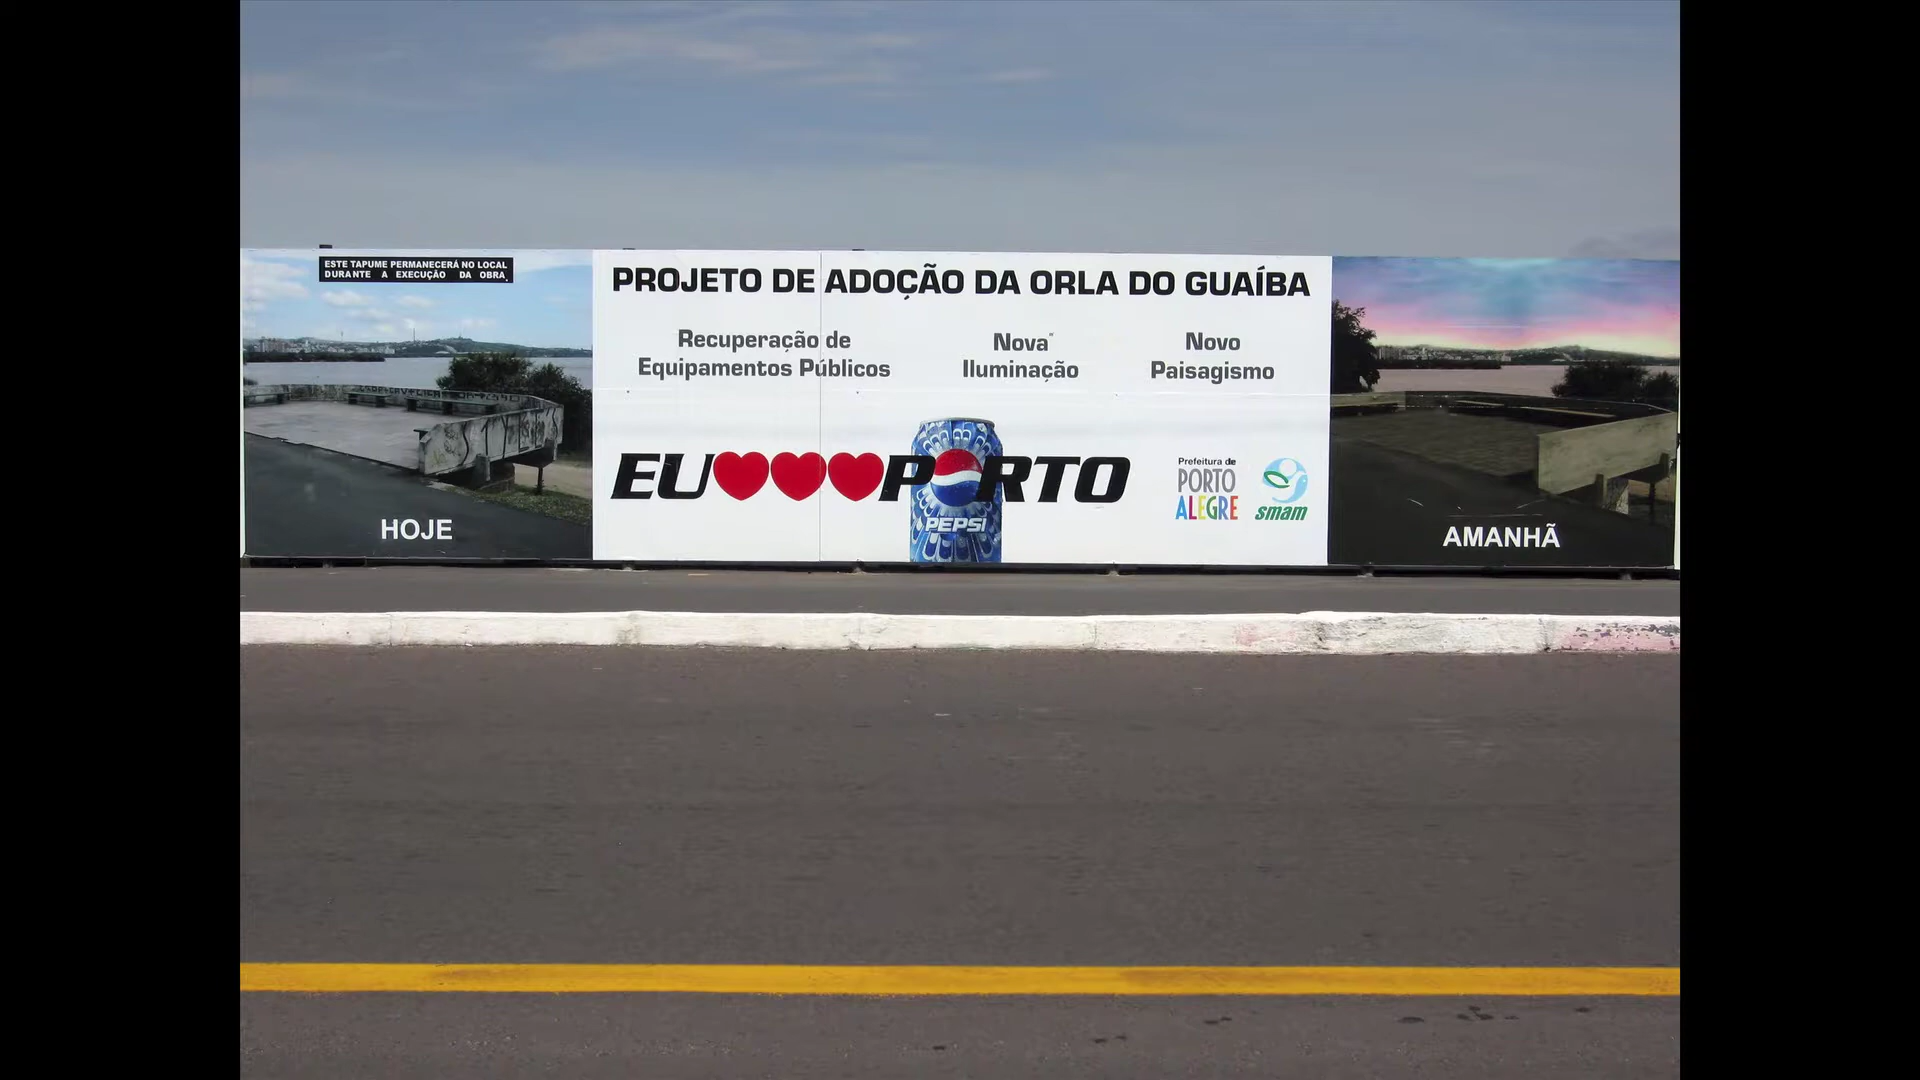 ESTE TAPUME PERMANECERÁ NO LOCAL
DURANTE A EXECUÇÃO DA OBRA.
PROJETO DE ADOÇÃO DA ORLA DO GUAÍBA
Recuperação de
Equipamentos Públicos
Nova
Iluminação
Novo
Paisagismo
EU❤❤❤PORTO
PEPSI
Prefeitura de
PORTO
ALEGRE
smam
HOJE
AMANHÃ